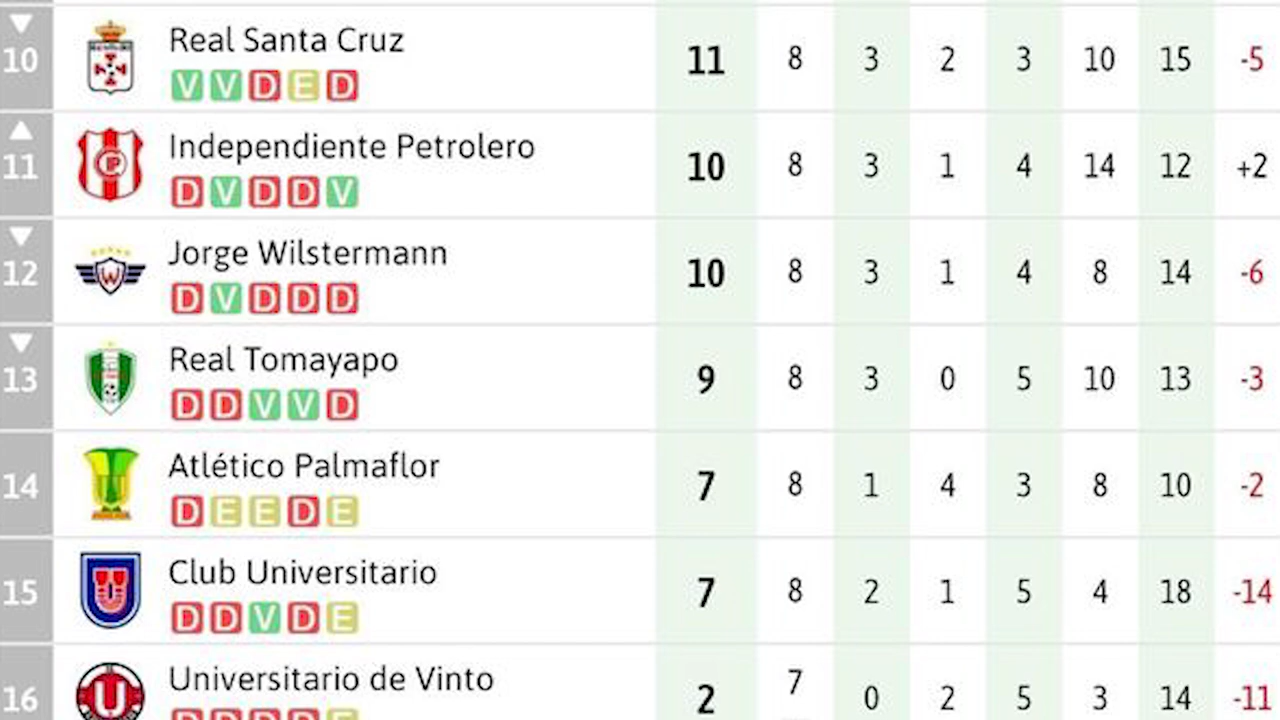 10 Real Santa Cruz 11 8 3 2 3 10 15 -5
V V D E D
11 Independiente Petrolero 10 8 3 1 4 14 12 +2
D V D D V
12 Jorge Wilstermann 10 8 3 1 4 8 14 -6
D V D D D
13 Real Tomayapo 9 8 3 0 5 10 13 -3
D D V V D
14 Atlético Palmaflor 7 8 1 4 3 8 10 -2
D E E D E
15 Club Universitario 7 8 2 1 5 4 18 -14
D D V D E
16 Universitario de Vinto 2 7 0 2 5 3 14 -11
D D D D E